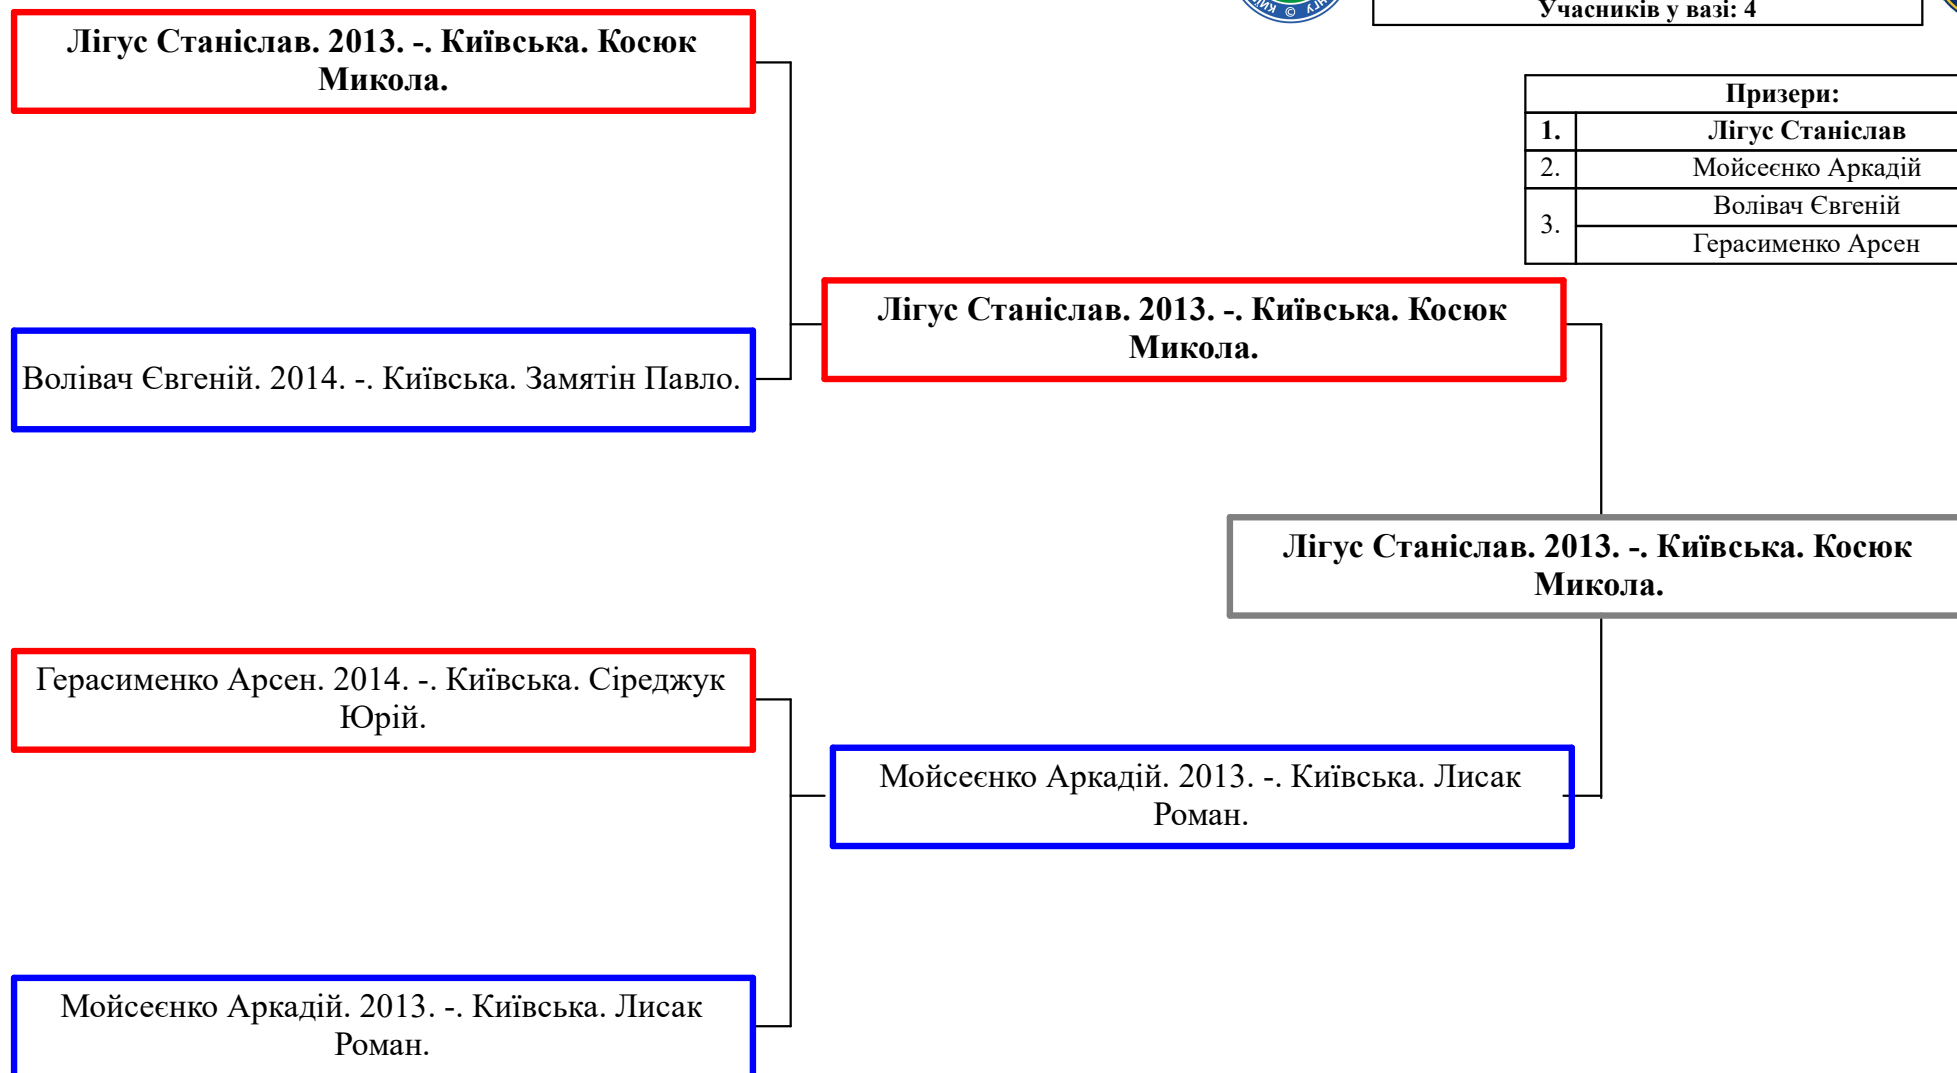 Учасників у вазі: 4
Лігус Станіслав. 2013. -. Київська. Косюк
Микола.
Призери:
1. Лігус Станіслав
2. Мойсеєнко Аркадій
3. Волівач Євгеній
Герасименко Арсен
Лігус Станіслав. 2013. -. Київська. Косюк
Микола.
Волівач Євгеній. 2014. -. Київська. Замятін Павло.
Лігус Станіслав. 2013. -. Київська. Косюк
Микола.
Герасименко Арсен. 2014. -. Київська. Сіреджук
Юрій.
Мойсеєнко Аркадій. 2013. -. Київська. Лисак
Роман.
Мойсеєнко Аркадій. 2013. -. Київська. Лисак
Роман.